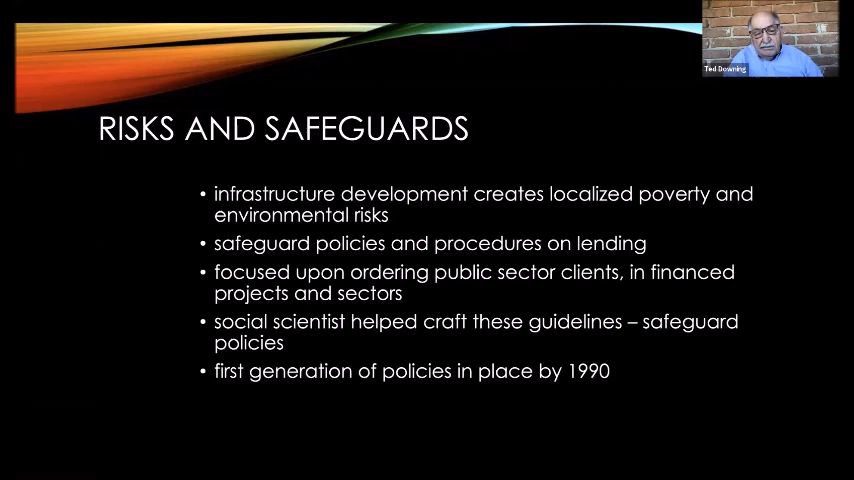 Ted Downing
RISKS AND SAFEGUARDS
• infrastructure development creates localized poverty and
environmental risks
• safeguard policies and procedures on lending
• focused upon ordering public sector clients, in financed
projects and sectors
• social scientist helped craft these guidelines – safeguard
policies
• first generation of policies in place by 1990